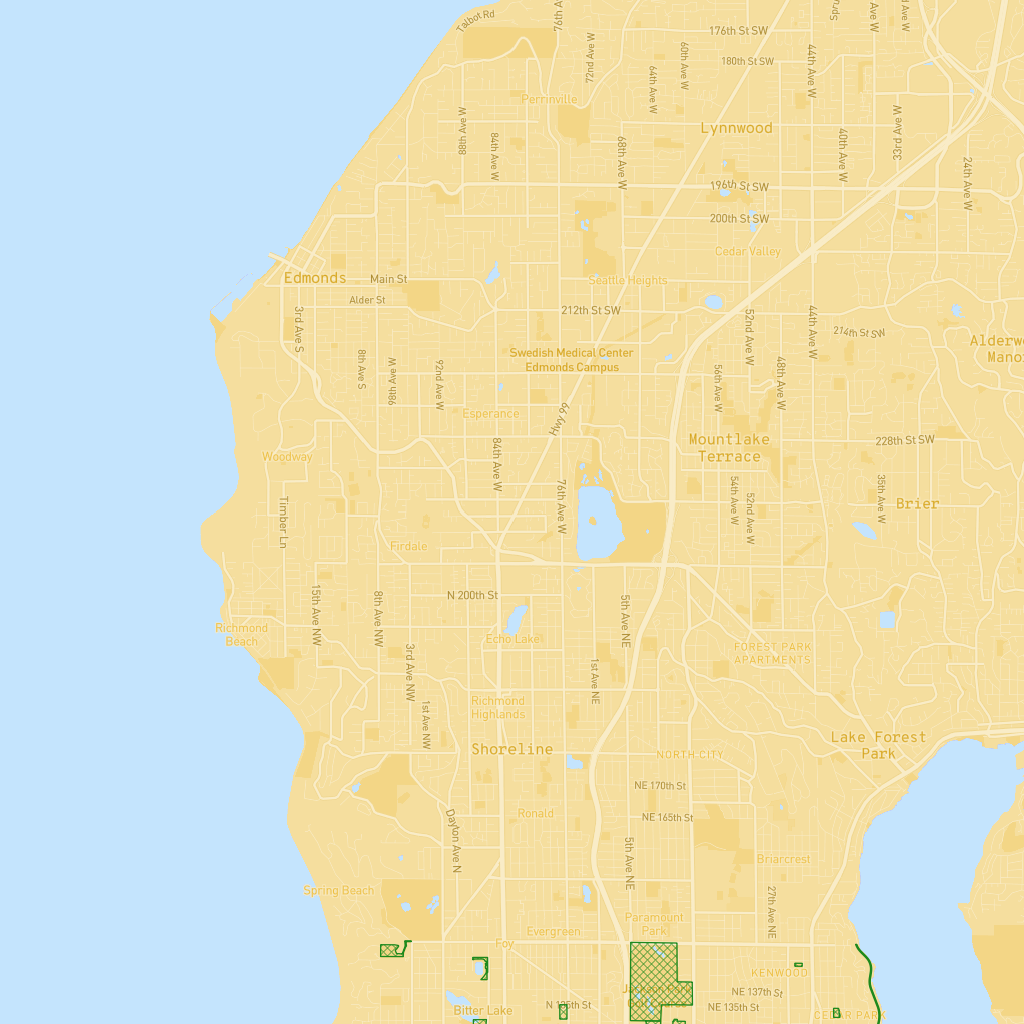 Talbot Rd
76th Ave W
72nd Ave W
60th Ave W
64th Ave W
176th St SW
180th St SW
44th Ave W
Perrinville
Lynnwood
88th Ave W
84th Ave W
68th Ave W
40th Ave W
33rd Ave W
24th Ave W
196th St SW
200th St SW
Cedar Valley
Edmonds
Main St
Alder St
Seattle Heights
212th St SW
3rd Ave S
8th Ave S
96th Ave W
92nd Ave W
Swedish Medical Center
Edmonds Campus
52nd Ave W
44th Ave W
214th St SW
56th Ave W
48th Ave W
Esperance
Hwy 99
Mountlake
Terrace
228th St SW
Woodway
84th Ave W
76th Ave W
54th Ave W
52nd Ave W
35th Ave W
Brier
Timber Ln
Firdale
N 200th St
15th Ave NW
8th Ave NW
5th Ave NE
Richmond
Beach
Echo Lake
3rd Ave NW
1st Ave NE
FOREST PARK
APARTMENTS
Richmond
Highlands
1st Ave NW
Shoreline
NORTH CITY
Lake Forest
Park
NE 170th St
Ronald
NE 165th St
Dayton Ave N
5th Ave NE
Briarcrest
Spring Beach
27th Ave NE
Paramount
Park
Evergreen
Foy
KENWOOD
NE 137th St
N 135th St
NE 135th St
Bitter Lake
CEDAR PARK